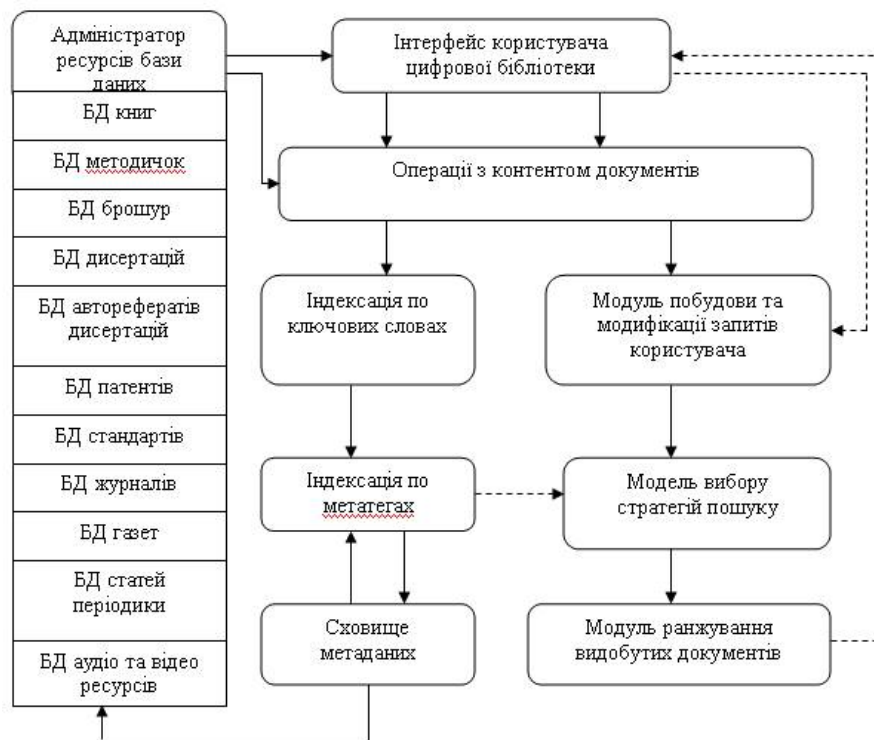 Адміністратор
ресурсів бази
даних
БД книг
БД методичок
БД брошур
БД дисертацій
БД авторефератів
дисертацій
БД патентів
БД стандартів
БД журналів
БД газет
БД статей
періодики
БД аудіо та відео
ресурсів
Інтерфейс користувача
цифрової бібліотеки
Операції з контентом документів
Індексація по
ключових словах
Модуль побудови та
модифікації запитів
користувача
Індексація по
метатегах
Модель вибору
стратегій пошуку
Сховище
метаданих
Модуль ранжування
видобутих документів